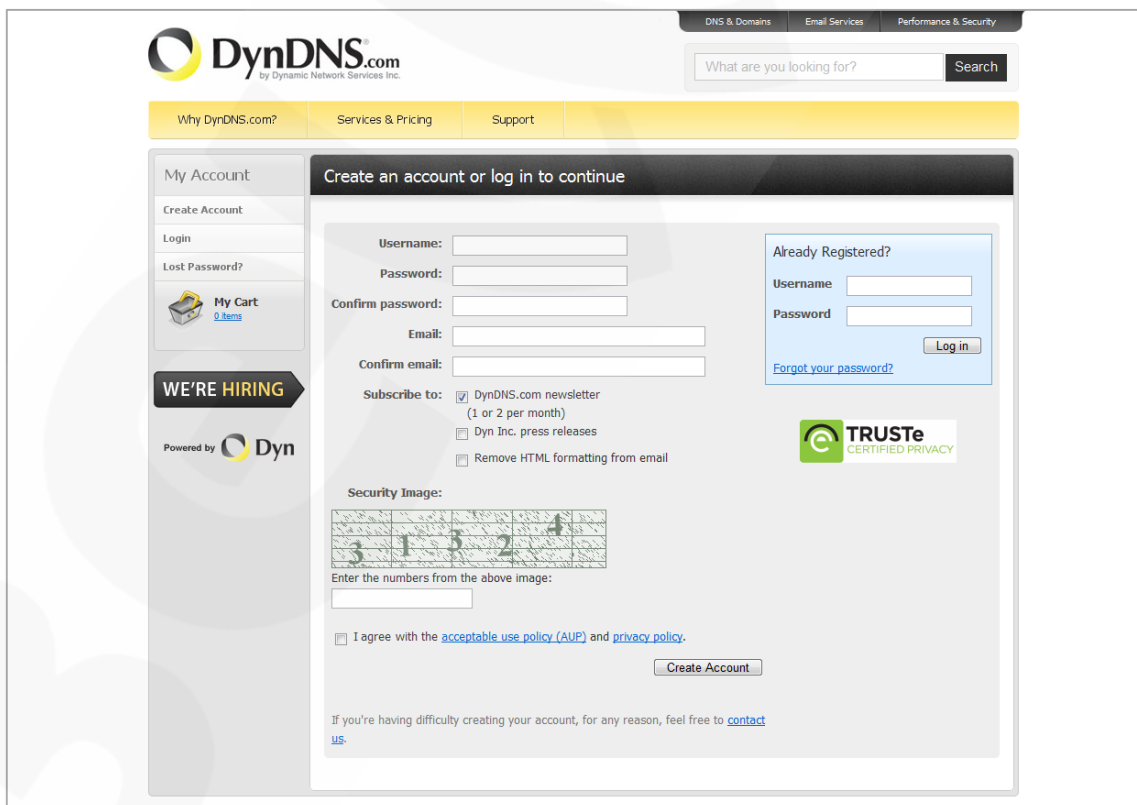 DNS & Domains Email Services Performance & Security
DynDNS.com
by Dynamic Network Services Inc.
What are you looking for? Search
Why DynDNS.com? Services & Pricing Support
My Account
Create Account
Login
Lost Password?
My Cart
0 items
WE'RE HIRING
Powered by Dyn
Create an account or log in to continue
Username:
Password:
Confirm password:
Email:
Confirm email:
Subscribe to: DynDNS.com newsletter
(1 or 2 per month)
Dyn Inc. press releases
Remove HTML formatting from email
Security Image:
3 1 3 2 4
Enter the numbers from the above image:
I agree with the acceptable use policy (AUP) and privacy policy.
Create Account
If you're having difficulty creating your account, for any reason, feel free to contact
us.
Already Registered?
Username
Password
Log in
Forgot your password?
TRUSTe
CERTIFIED PRIVACY